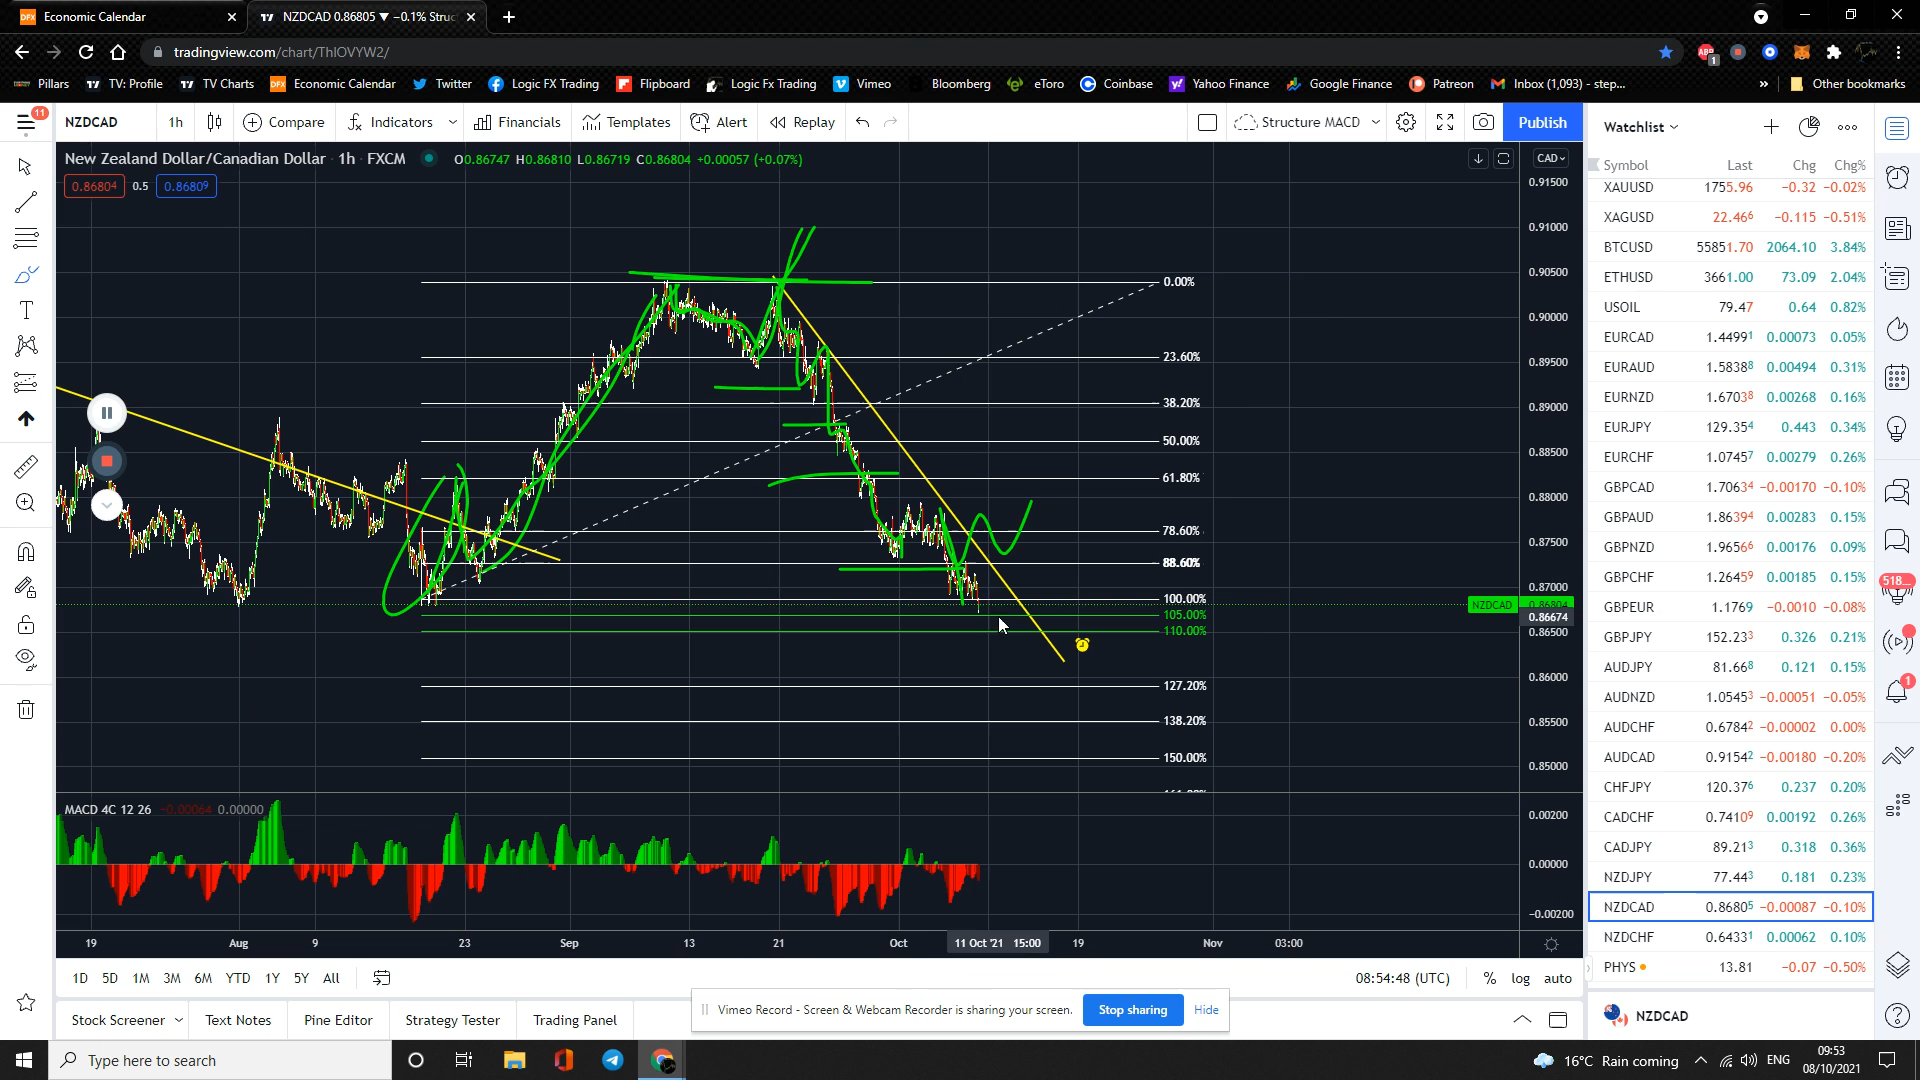 Economic Calendar
NZDCAD 0.86805 ▼ −0.1% Struc
tradingview.com/chart/ThIOVYW2/
Pillars TV: Profile TV Charts Economic Calendar Twitter Logic FX Trading Flipboard Logic Fx Trading Vimeo Bloomberg eToro Coinbase Yahoo Finance Google Finance Patreon Inbox (1,093) - step... » Other bookmarks
11
NZDCAD 1h Compare Indicators Financials Templates Alert Replay Structure MACD Publish
New Zealand Dollar/Canadian Dollar · 1h · FXCM O0.86747 H0.86810 L0.86719 C0.86804 +0.00057 (+0.07%)
0.86804 0.5 0.86809
CAD
0.91500
0.91000
0.90500
0.90000
0.89500
0.89000
0.88500
0.88000
0.87500
0.87000
NZDCAD
0.86674
0.86500
0.86000
0.85500
0.85000
0.00%
23.60%
38.20%
50.00%
61.80%
78.60%
88.60%
100.00%
105.00%
110.00%
127.20%
138.20%
150.00%
MACD 4C 12 26 −0.00064 0.00000
0.00200
0.00000
−0.00200
19 Aug 9 23 Sep 13 21 Oct 11 Oct '21 15:00 19 Nov 03:00
1D 5D 1M 3M 6M YTD 1Y 5Y All 08:54:48 (UTC) % log auto
Stock Screener Text Notes Pine Editor Strategy Tester Trading Panel
Vimeo Record - Screen & Webcam Recorder is sharing your screen. Stop sharing Hide
Watchlist
Symbol Last Chg Chg%
XAUUSD 1755.96 −0.32 −0.02%
XAGUSD 22.466 −0.115 −0.51%
BTCUSD 55851.70 2064.10 3.84%
ETHUSD 3661.00 73.09 2.04%
USOIL 79.47 0.64 0.82%
EURCAD 1.44991 0.00073 0.05%
EURAUD 1.58388 0.00494 0.31%
EURNZD 1.67038 0.00268 0.16%
EURJPY 129.354 0.443 0.34%
EURCHF 1.07457 0.00279 0.26%
GBPCAD 1.70634 −0.00170 −0.10%
GBPAUD 1.86394 0.00283 0.15%
GBPNZD 1.96566 0.00176 0.09%
GBPCHF 1.26459 0.00185 0.15%
GBPEUR 1.1769 −0.0010 −0.08%
GBPJPY 152.233 0.326 0.21%
AUDJPY 81.668 0.121 0.15%
AUDNZD 1.05453 −0.00051 −0.05%
AUDCHF 0.67842 −0.00002 0.00%
AUDCAD 0.91542 −0.00180 −0.20%
CHFJPY 120.376 0.237 0.20%
CADCHF 0.74109 0.00192 0.26%
CADJPY 89.213 0.318 0.36%
NZDJPY 77.443 0.181 0.23%
NZDCAD 0.86805 −0.00087 −0.10%
NZDCHF 0.64331 0.00062 0.10%
PHYS 13.81 −0.07 −0.50%
NZDCAD
518
1
Type here to search
16°C Rain coming ENG 09:53
08/10/2021